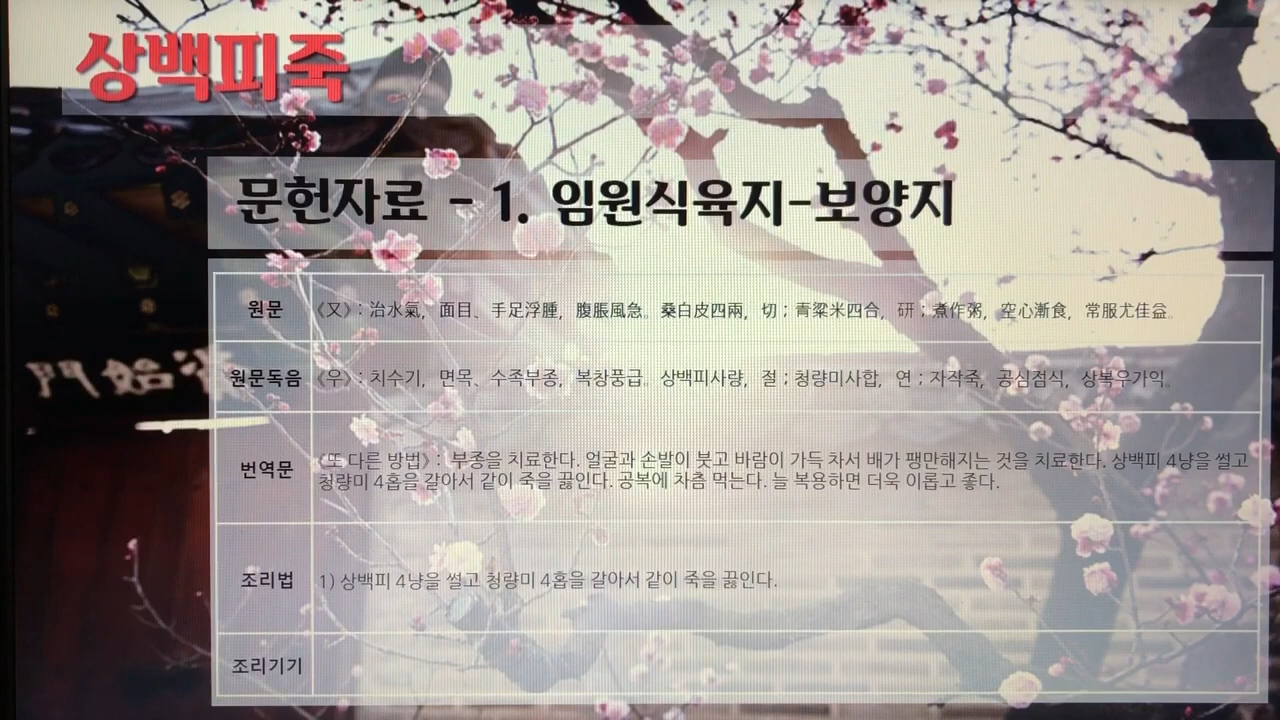 상백피죽
문헌자료 - 1. 임원식육지-보양지
원문
《又》: 治水氣, 面目、手足浮腫, 腹脹風急。桑白皮四兩, 切 ; 青粱米四合, 研 ; 煮作粥, 空心漸食, 常服尤佳益。
원문독음
《우》: 치수기, 면목、수족부종, 복창풍급。상백피사량, 절 ; 청량미사합, 연 ; 자작죽, 공심점식, 상복우가익。
번역문
《또 다른 방법》: 부종을 치료한다. 얼굴과 손발이 붓고 바람이 가득 차서 배가 팽만해지는 것을 치료한다. 상백피 4냥을 썰고
청량미 4홉을 갈아서 같이 죽을 끓인다. 공복에 차츰 먹는다. 늘 복용하면 더욱 이롭고 좋다.
조리법
1) 상백피 4냥을 썰고 청량미 4홉을 갈아서 같이 죽을 끓인다.
조리기기
門始